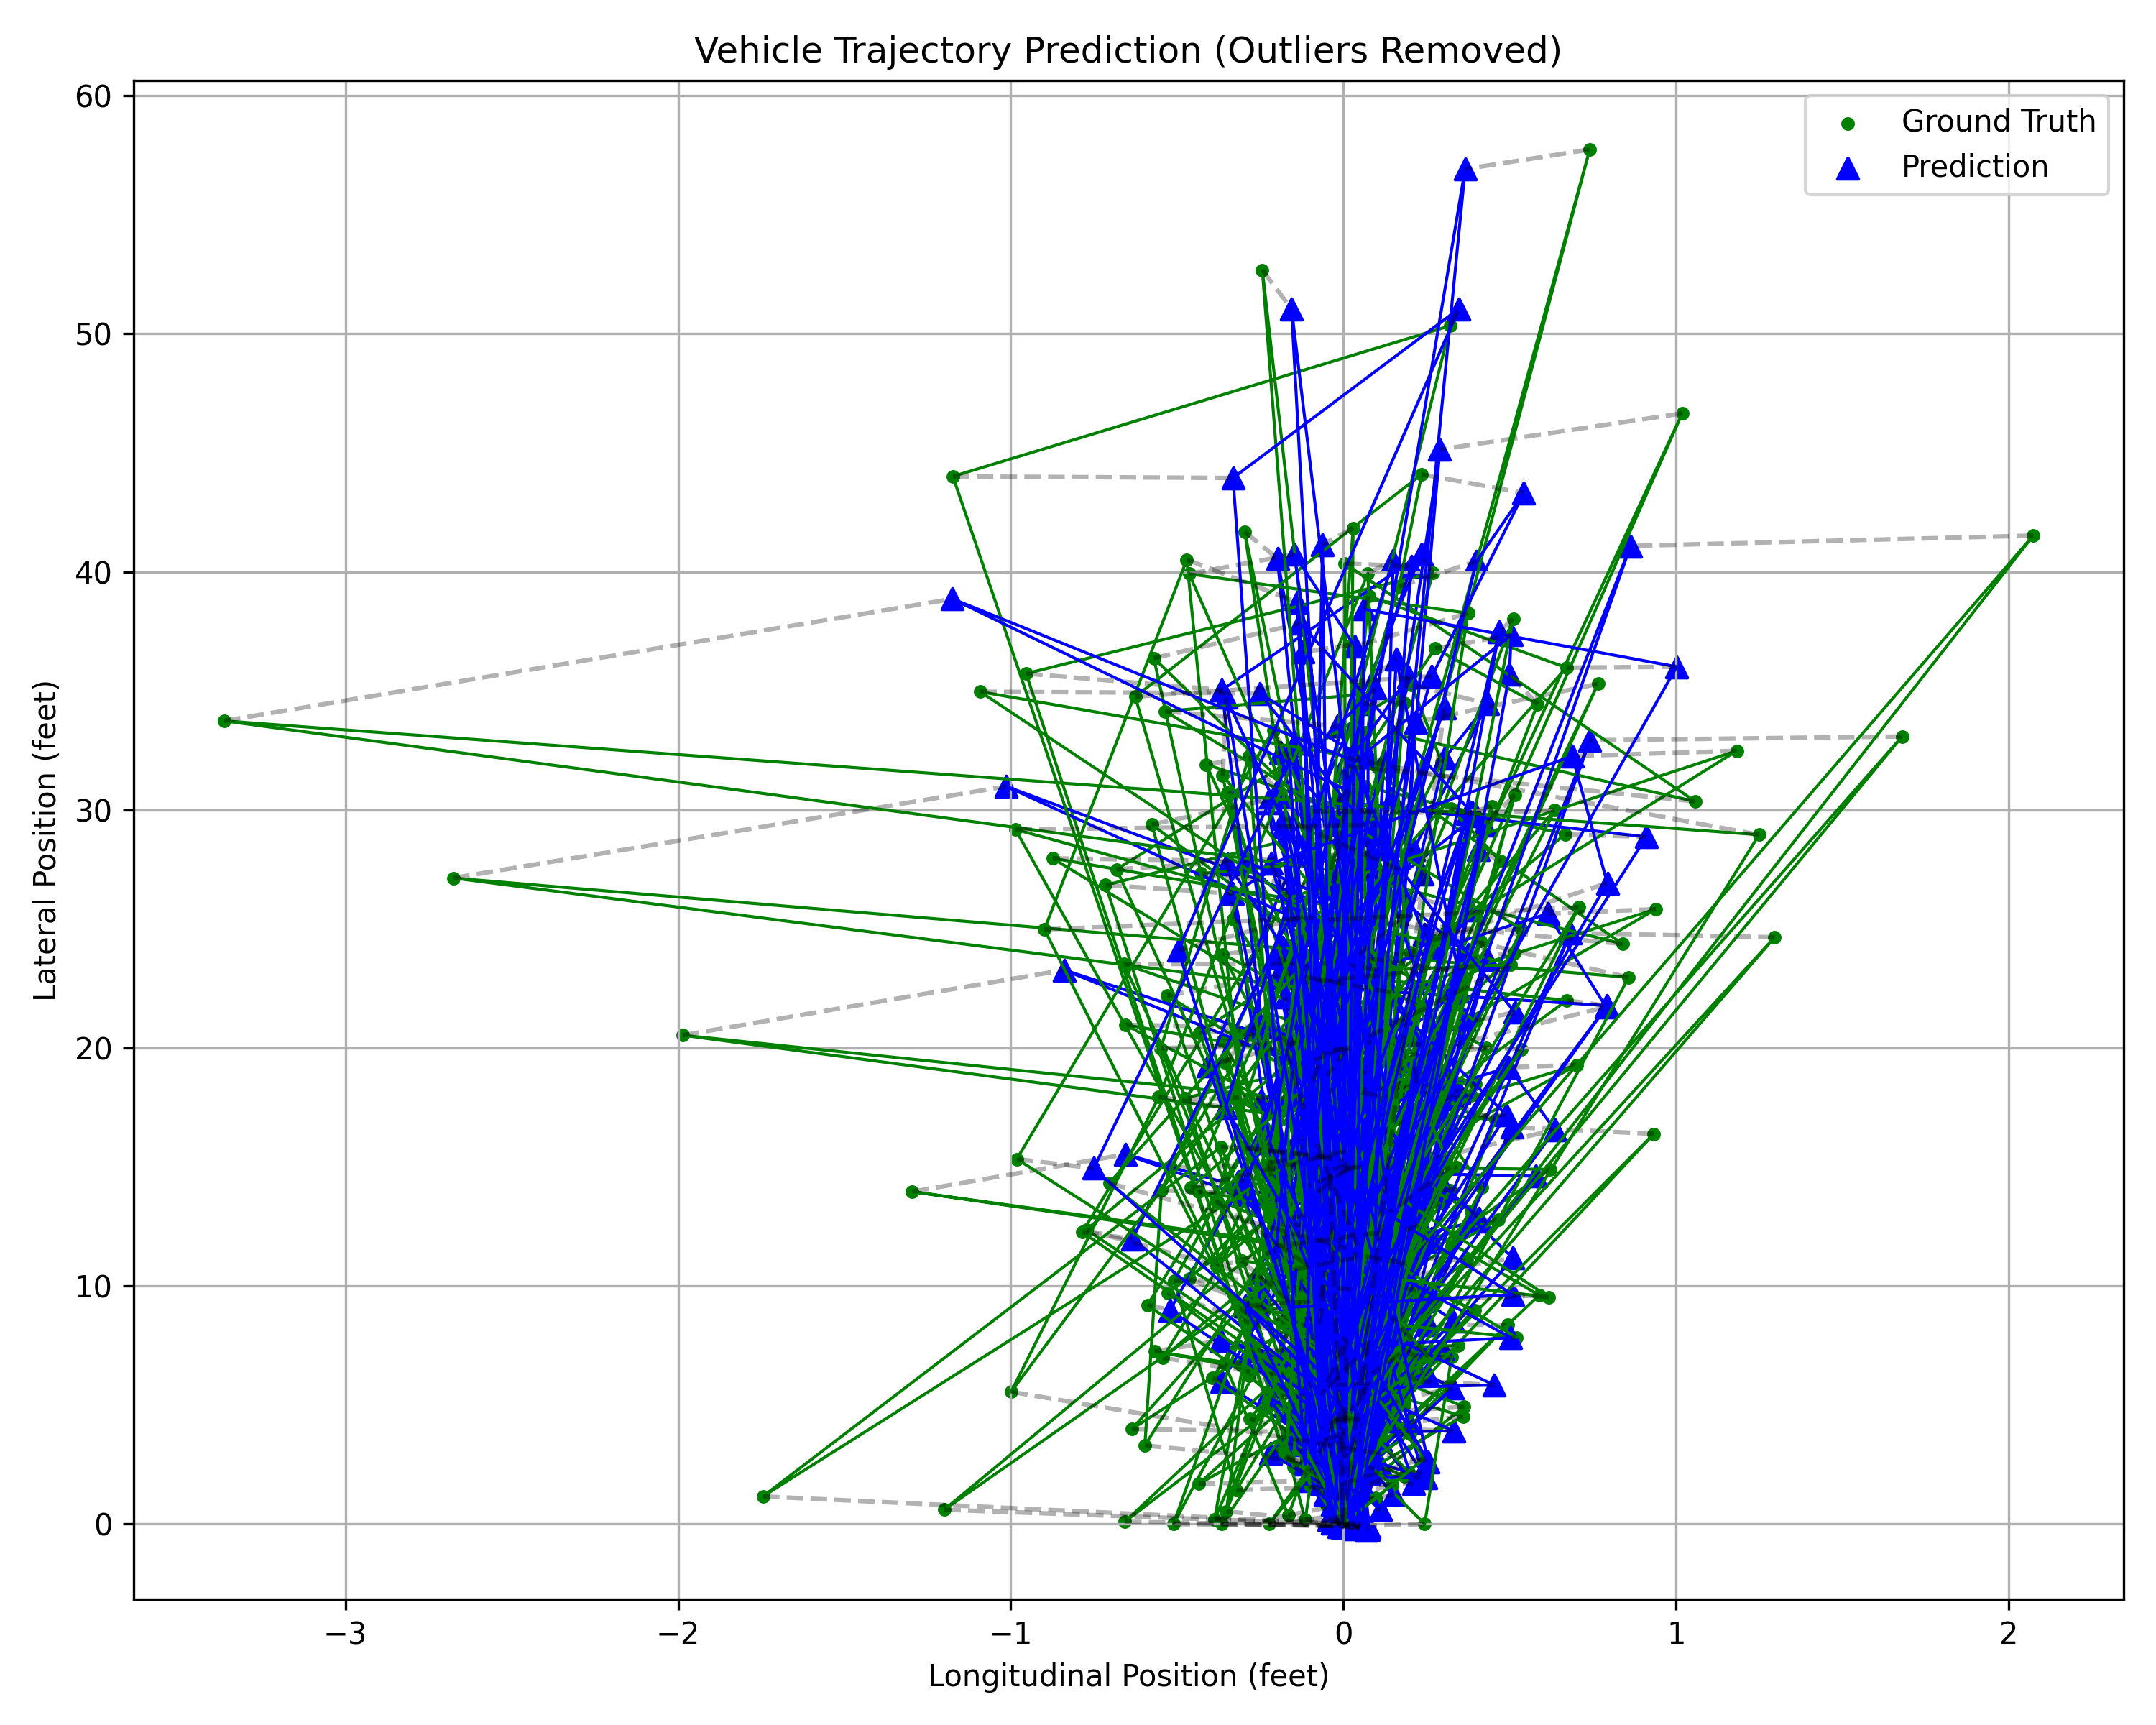 Vehicle Trajectory Prediction (Outliers Removed)
Ground Truth
Prediction
Lateral Position (feet)
60
50
40
30
20
10
0
−3
−2
−1
0
1
2
Longitudinal Position (feet)